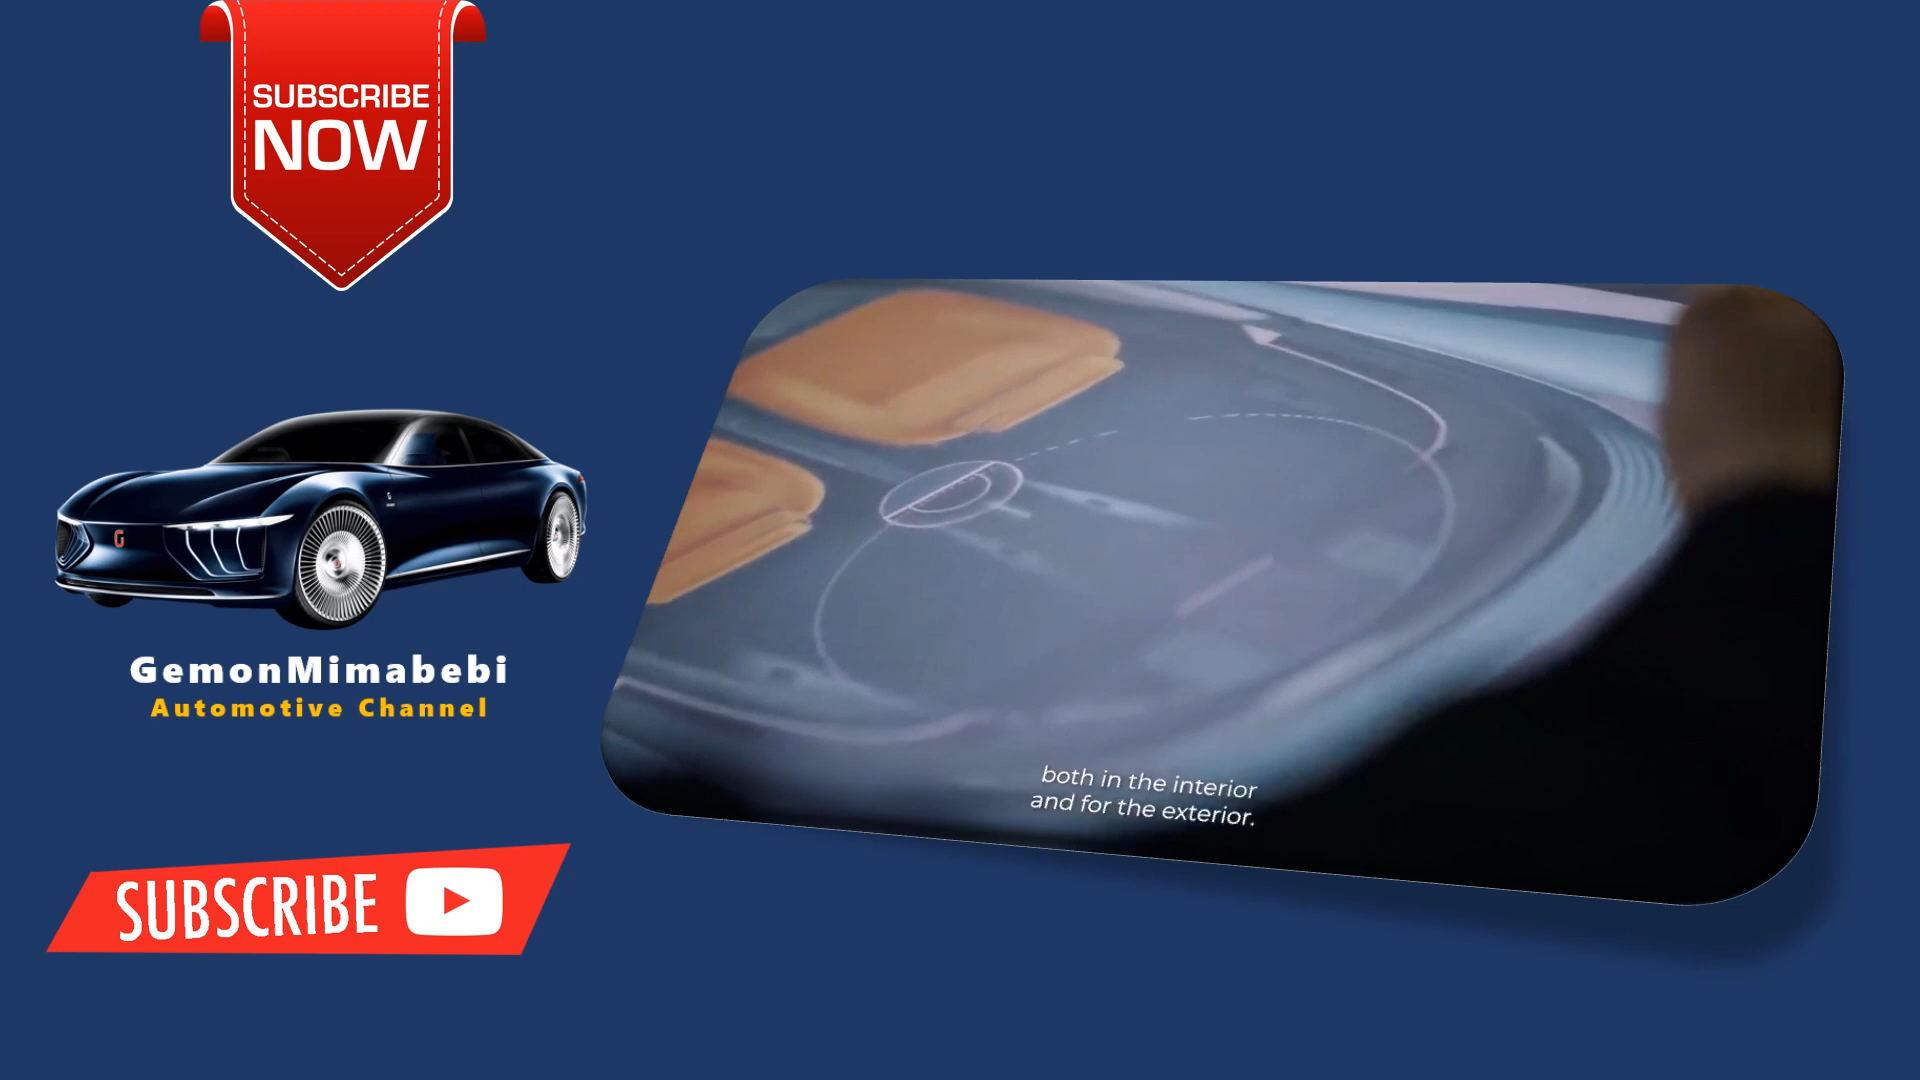 SUBSCRIBE
NOW
G
GemonMimabebi
Automotive Channel
SUBSCRIBE
both in the interior
and for the exterior.